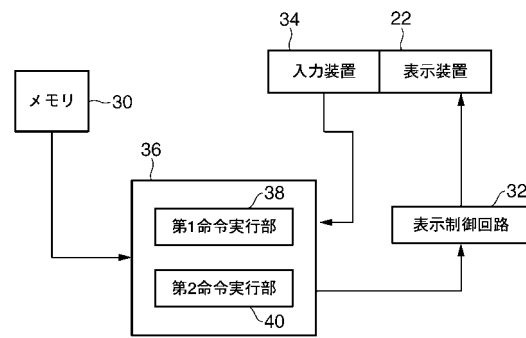 34
22
入力装置
表示装置
メモリ
30
36
38
第1命令実行部
32
表示制御回路
第2命令実行部
40